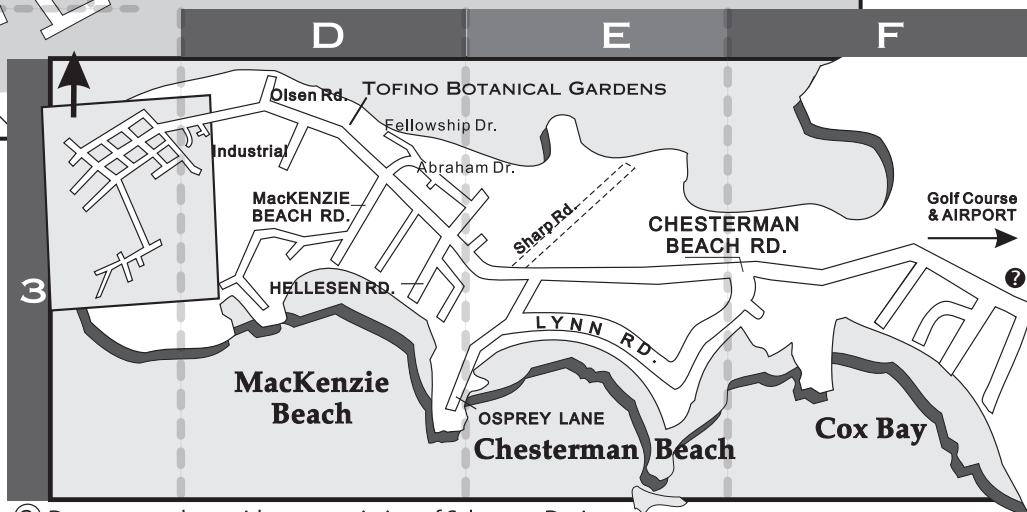 D
E
F
3
Olsen Rd.
TOFINO BOTANICAL GARDENS
Fellowship Dr.
Industrial
Abraham Dr.
MacKENZIE
BEACH RD.
Sharp Rd.
CHESTERMAN
BEACH RD.
Golf Course
& AIRPORT
?
HELLESEN RD.
LYNN RD.
MacKenzie
Beach
OSPREY LANE
Chesterman Beach
Cox Bay